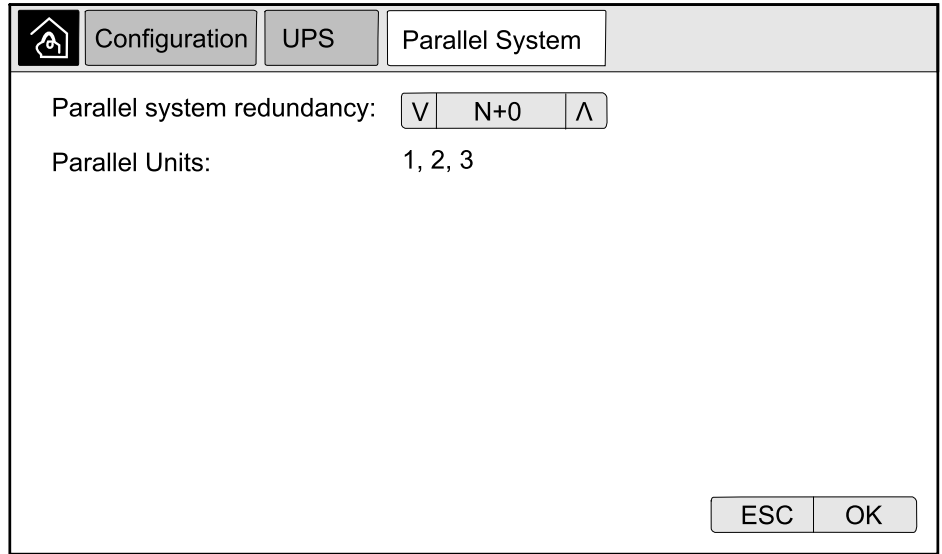 Configuration UPS Parallel System
Parallel system redundancy: V N+0 Λ
Parallel Units: 1, 2, 3
ESC OK